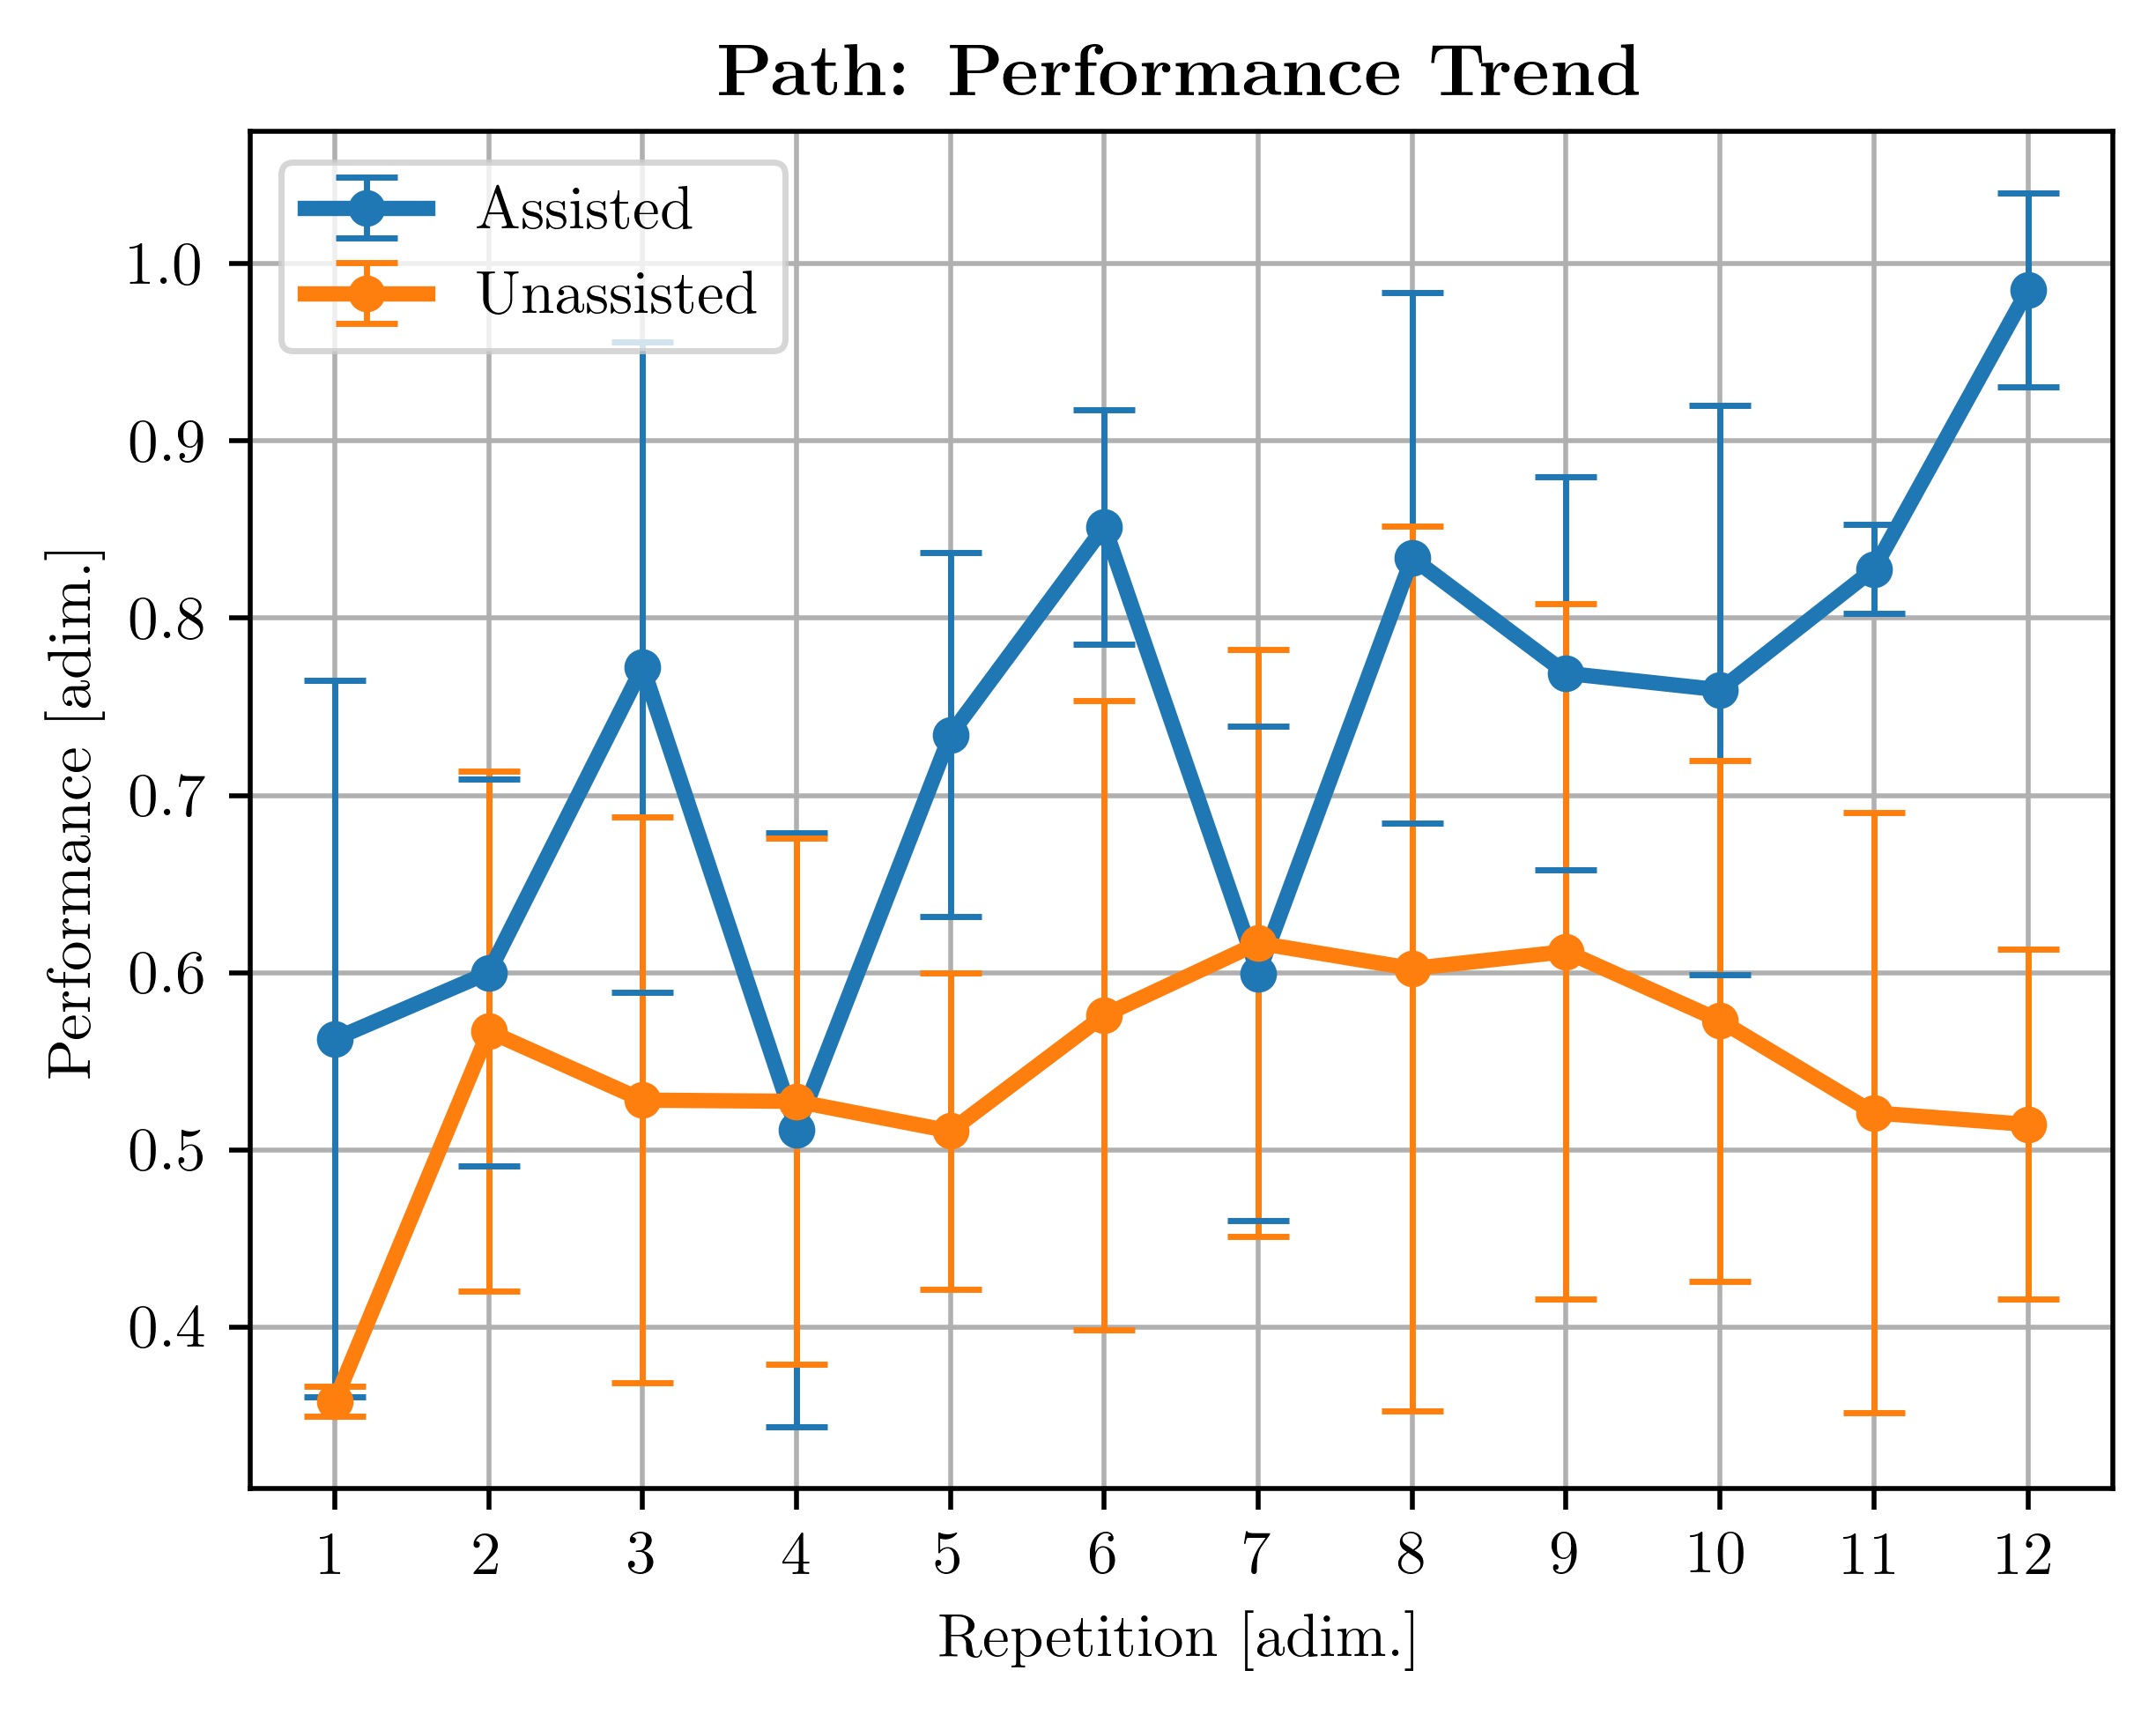 Path: Performance Trend
Assisted
Unassisted
Performance [adim.]
1.0
0.9
0.8
0.7
0.6
0.5
0.4
1 2 3 4 5 6 7 8 9 10 11 12
Repetition [adim.]